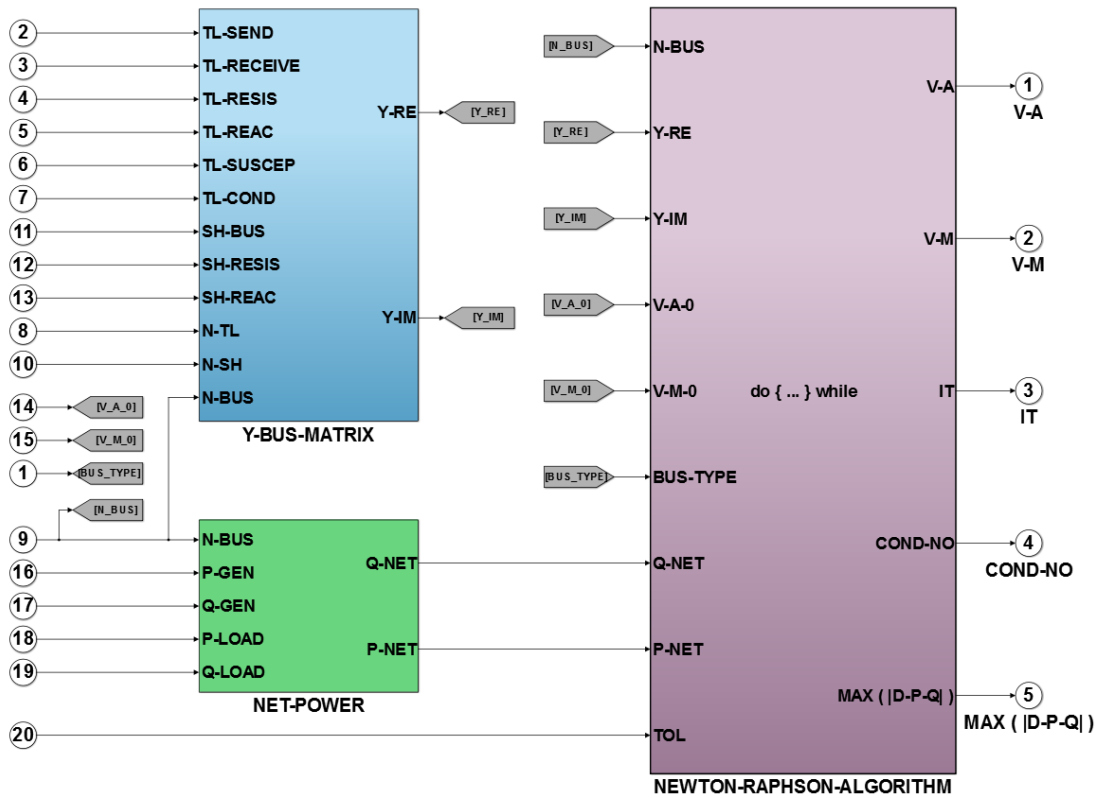 2
3
4
5
6
7
11
12
13
8
10
14
15
1
9
16
17
18
19
20
TL-SEND
TL-RECEIVE
TL-RESIS
TL-REAC
TL-SUSCEP
TL-COND
SH-BUS
SH-RESIS
SH-REAC
N-TL
N-SH
N-BUS
Y-RE
Y-IM
Y-BUS-MATRIX
[Y_RE]
[Y_IM]
[V_A_0]
[V_M_0]
[BUS_TYPE]
[N_BUS]
N-BUS
P-GEN
Q-GEN
P-LOAD
Q-LOAD
Q-NET
P-NET
NET-POWER
[N_BUS]
[Y_RE]
[Y_IM]
[V_A_0]
[V_M_0]
[BUS_TYPE]
N-BUS
Y-RE
Y-IM
V-A-0
V-M-0
BUS-TYPE
Q-NET
P-NET
TOL
do { ... } while
V-A
V-M
IT
COND-NO
MAX ( |D-P-Q| )
NEWTON-RAPHSON-ALGORITHM
1
V-A
2
V-M
3
IT
4
COND-NO
5
MAX ( |D-P-Q| )